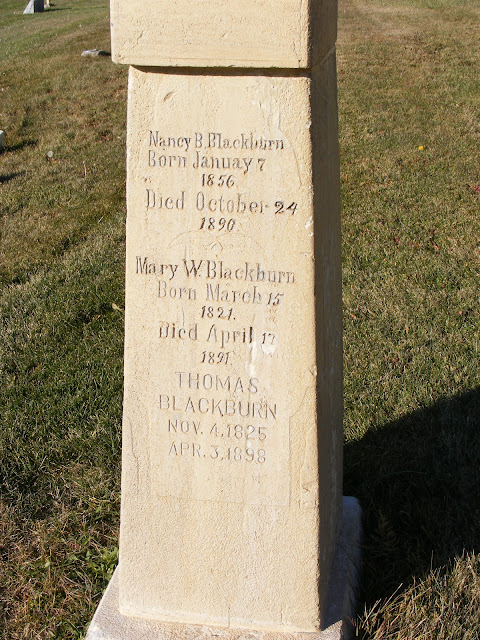 Nancy B. Blackburn
Born Januay 7
1856.
Died October 24
1890
Mary W. Blackburn
Born March 15
1821.
Died April 17
1891.
THOMAS
BLACKBURN
NOV. 4, 1825
APR. 3, 1898